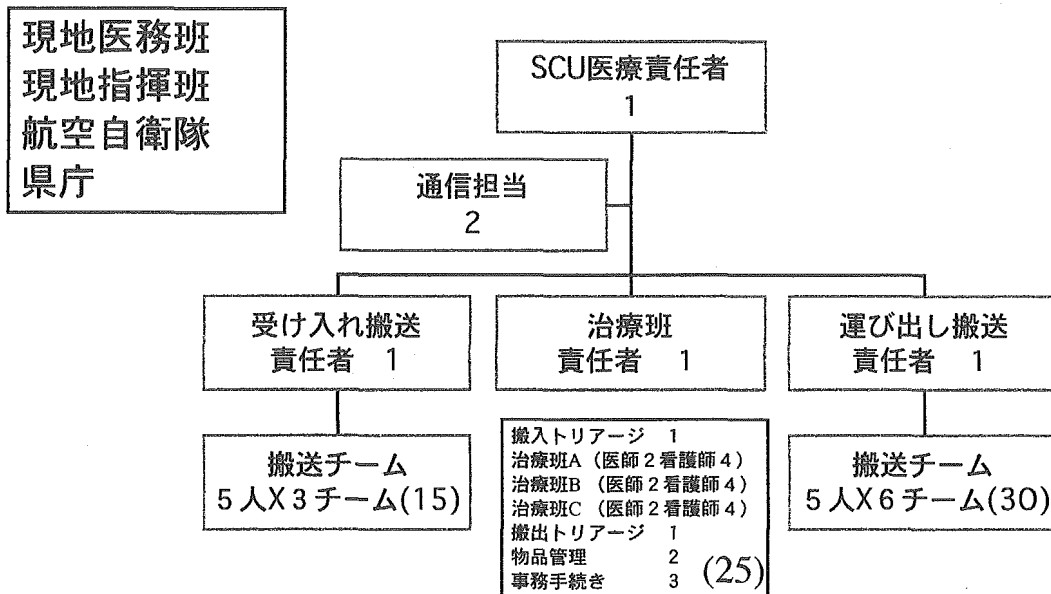 現地医務班
現地指揮班
航空自衛隊
県庁
SCU医療責任者
1
通信担当
2
受け入れ搬送
責任者 1
治療班
責任者 1
運び出し搬送
責任者 1
搬送チーム
5人X3チーム(15)
搬入トリアージ 1
治療班A（医師2看護師4）
治療班B（医師2看護師4）
治療班C（医師2看護師4）
搬出トリアージ 1
物品管理 2
事務手続き 3 (25)
搬送チーム
5人X6チーム(30)